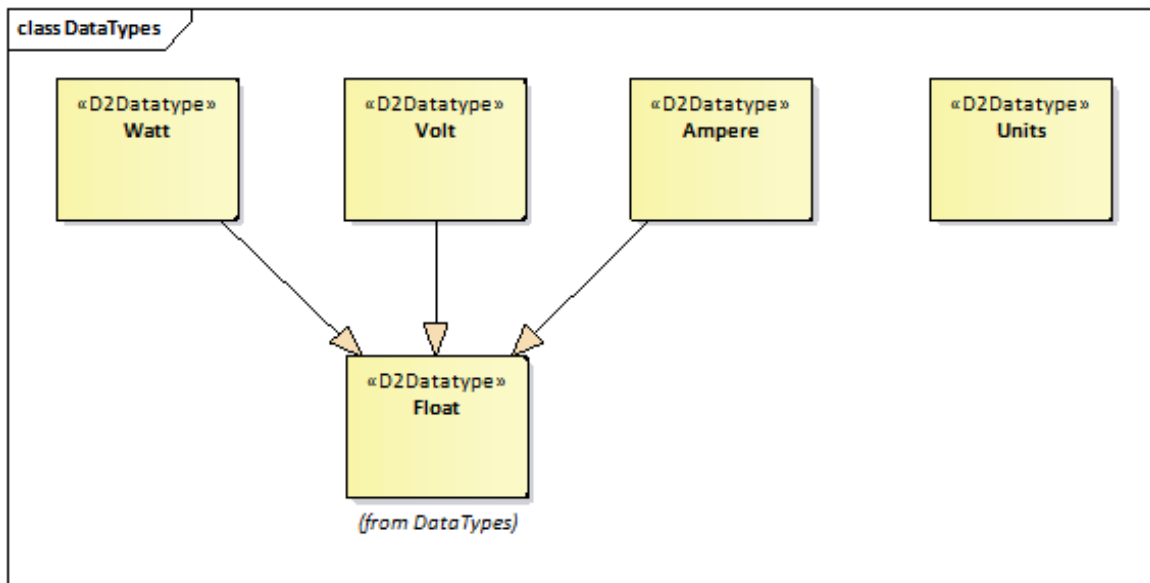 class DataTypes
«D2Datatype»
Watt
«D2Datatype»
Volt
«D2Datatype»
Ampere
«D2Datatype»
Units
«D2Datatype»
Float
(from DataTypes)